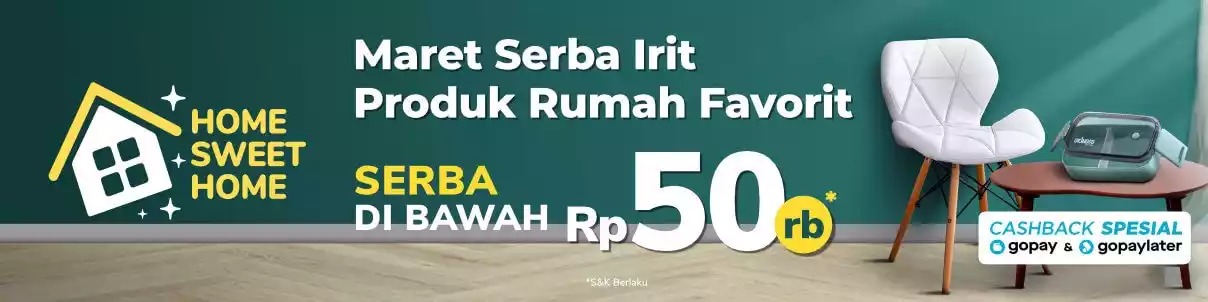 HOME
SWEET
HOME
Maret Serba Irit
Produk Rumah Favorit
SERBA
DI BAWAH Rp50rb*
CASHBACK SPESIAL
gopay & gopaylater
*S&K Berlaku